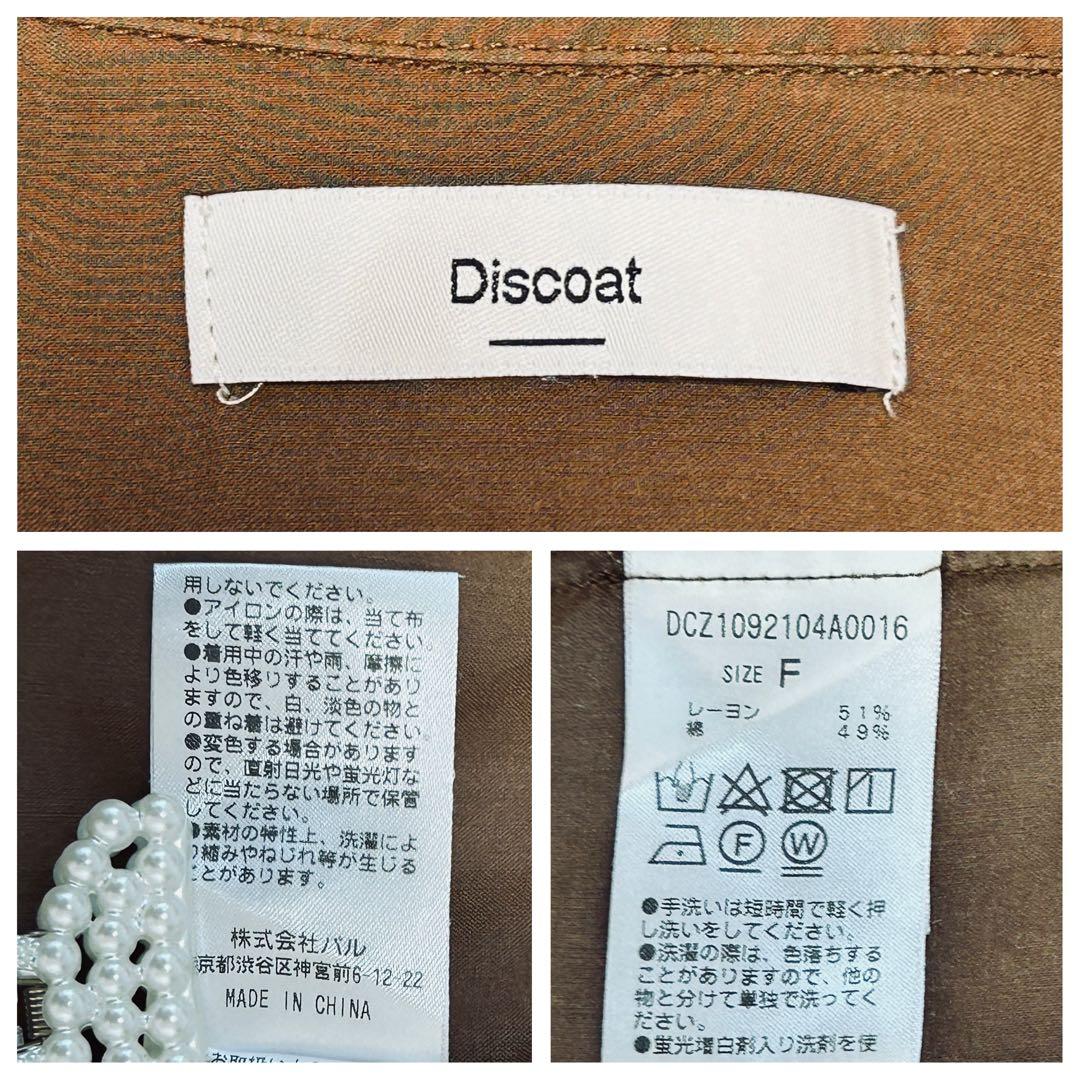 Discoat
用しないでください。
●アイロンの際は、当て布
をして軽く当ててください。
●着用中の汗や雨、摩擦に
より色移りすることがあり
ますので、白、淡色の物と
の重ね着は避けてください。
●変色する場合があります
ので、直射日光や蛍光灯な
どに当たらない場所で保管
してください。
●素材の特性上、洗濯によ
り縮みやねじれ等が生じる
ことがあります。
株式会社パル
京都渋谷区神宮前6-12-22
MADE IN CHINA
DCZ1092104A0016
SIZE F
レーヨン 51%
綿 49%
F W
●手洗いは短時間で軽く押
し洗いをしてください。
●洗濯の際は、色落ちする
ことがありますので、他の
物と分けて単独で洗ってく
ださい。
●蛍光増白剤入り洗剤を使